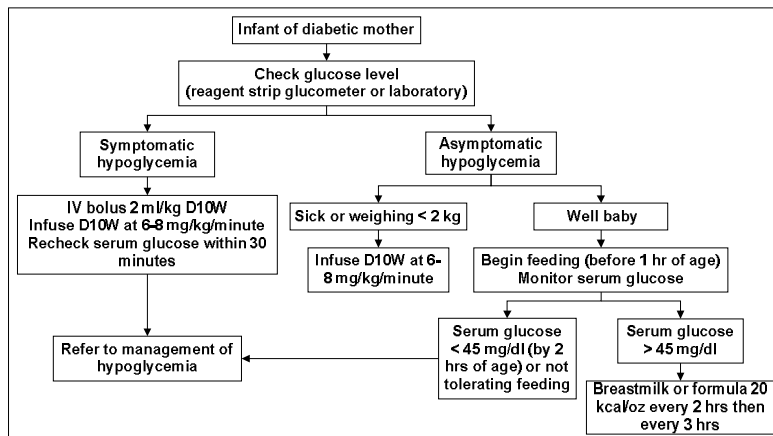 Infant of diabetic mother
Check glucose level
(reagent strip glucometer or laboratory)
Symptomatic
hypoglycemia
Asymptomatic
hypoglycemia
IV bolus 2 ml/kg D10W
Infuse D10W at 6-8 mg/kg/minute
Recheck serum glucose within 30
minutes
Sick or weighing < 2 kg
Well baby
Infuse D10W at 6-
8 mg/kg/minute
Begin feeding (before 1 hr of age)
Monitor serum glucose
Refer to management of
hypoglycemia
Serum glucose
< 45 mg/dl (by 2
hrs of age) or not
tolerating feeding
Serum glucose
> 45 mg/dl
Breastmilk or formula 20
kcal/oz every 2 hrs then
every 3 hrs